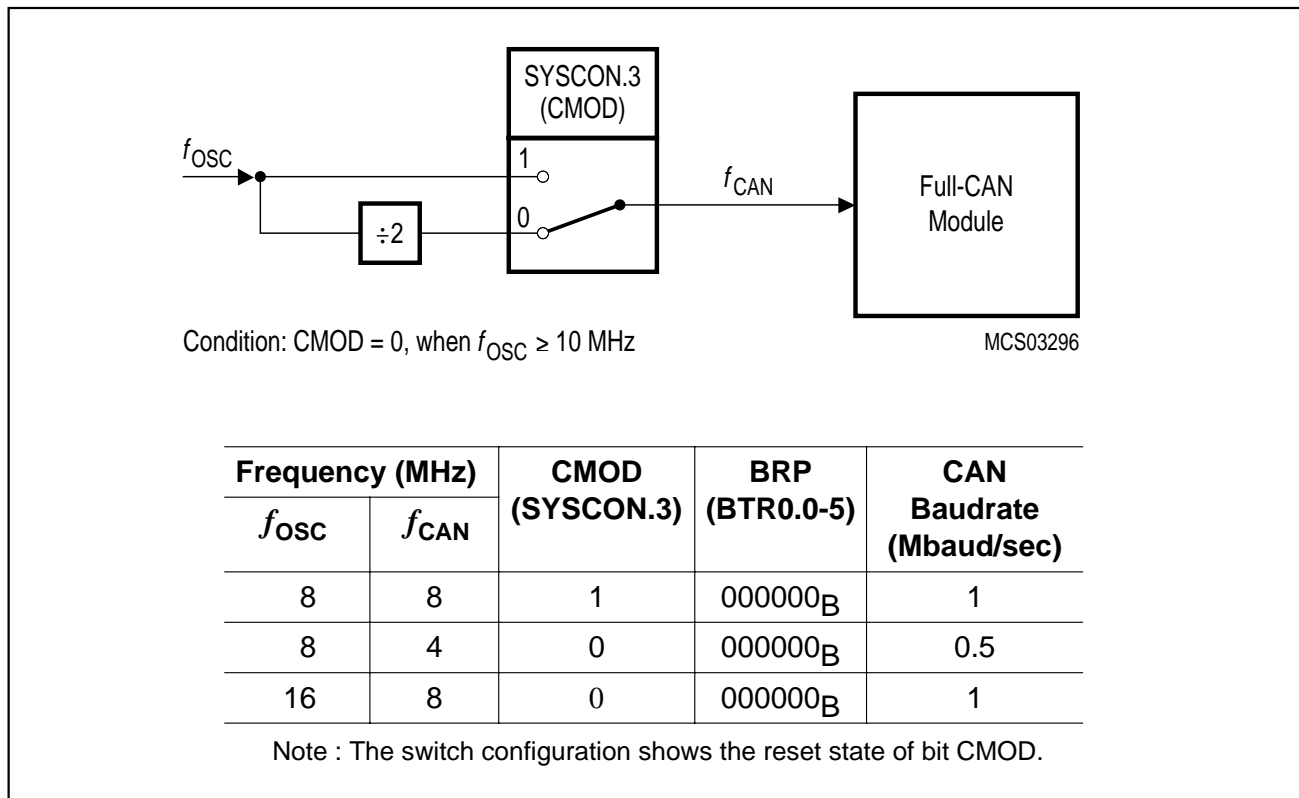 SYSCON.3
(CMOD)
fOSC
1
fCAN
Full-CAN
Module
0
÷2
Condition: CMOD = 0, when fOSC ≥ 10 MHz
MCS03296
Frequency (MHz) CMOD BRP CAN
(SYSCON.3) (BTR0.0-5) Baudrate
fOSC fCAN (Mbaud/sec)
8 8 1 000000B 1
8 4 0 000000B 0.5
16 8 0 000000B 1
Note : The switch configuration shows the reset state of bit CMOD.